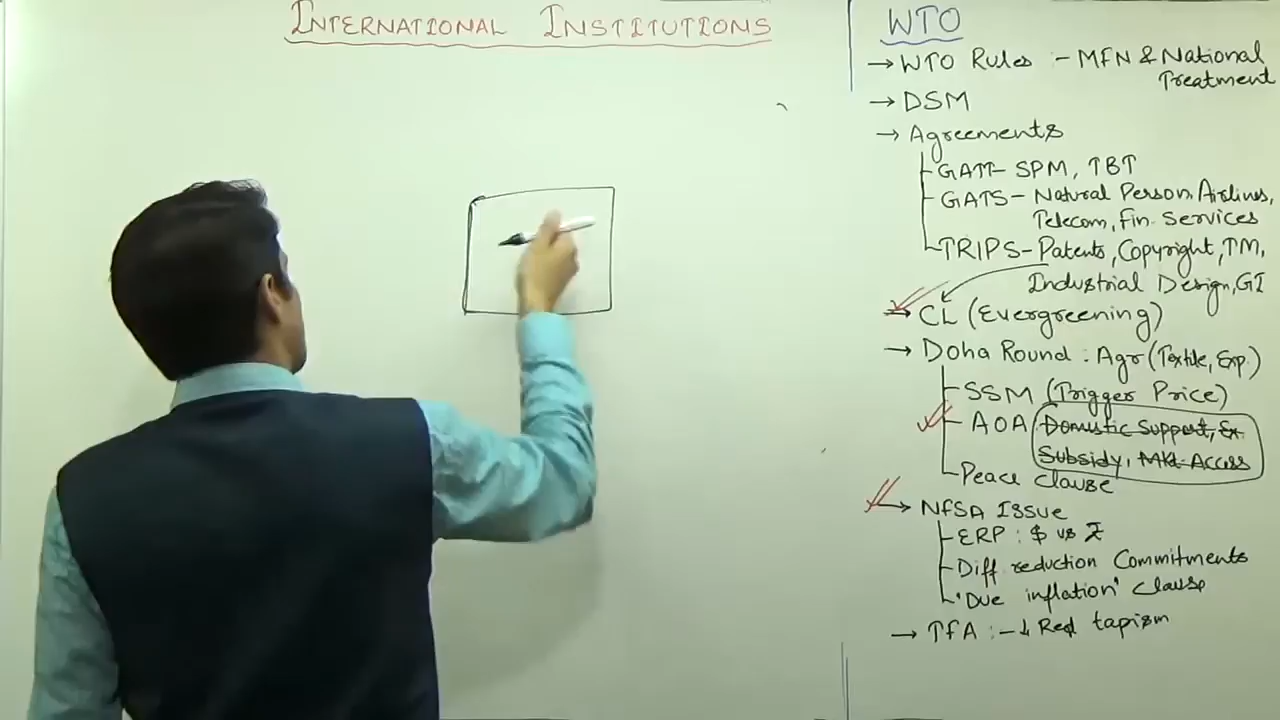 INTERNATIONAL INSTITUTIONS
WTO
→ WTO Rules :- MFN & National
Treatment
→ DSM
→ Agreements
GATT- SPM, TBT
GATS- Natural Person, Airlines,
Telecom, Fin. Services
TRIPS- Patents, Copyright, TM,
Industrial Design, GI
→ CL (Evergreening)
→ Doha Round : Agr (Textile, Exp.)
SSM (Trigger Price)
AOA Domestic Support, Ex
Subsidy, Mkt Access
Peace Clause
→ NFSA Issue
ERP : $ vs ₹
Diff reduction Commitments
'Due inflation' Clause
→ TFA :- ↓ Red tapism